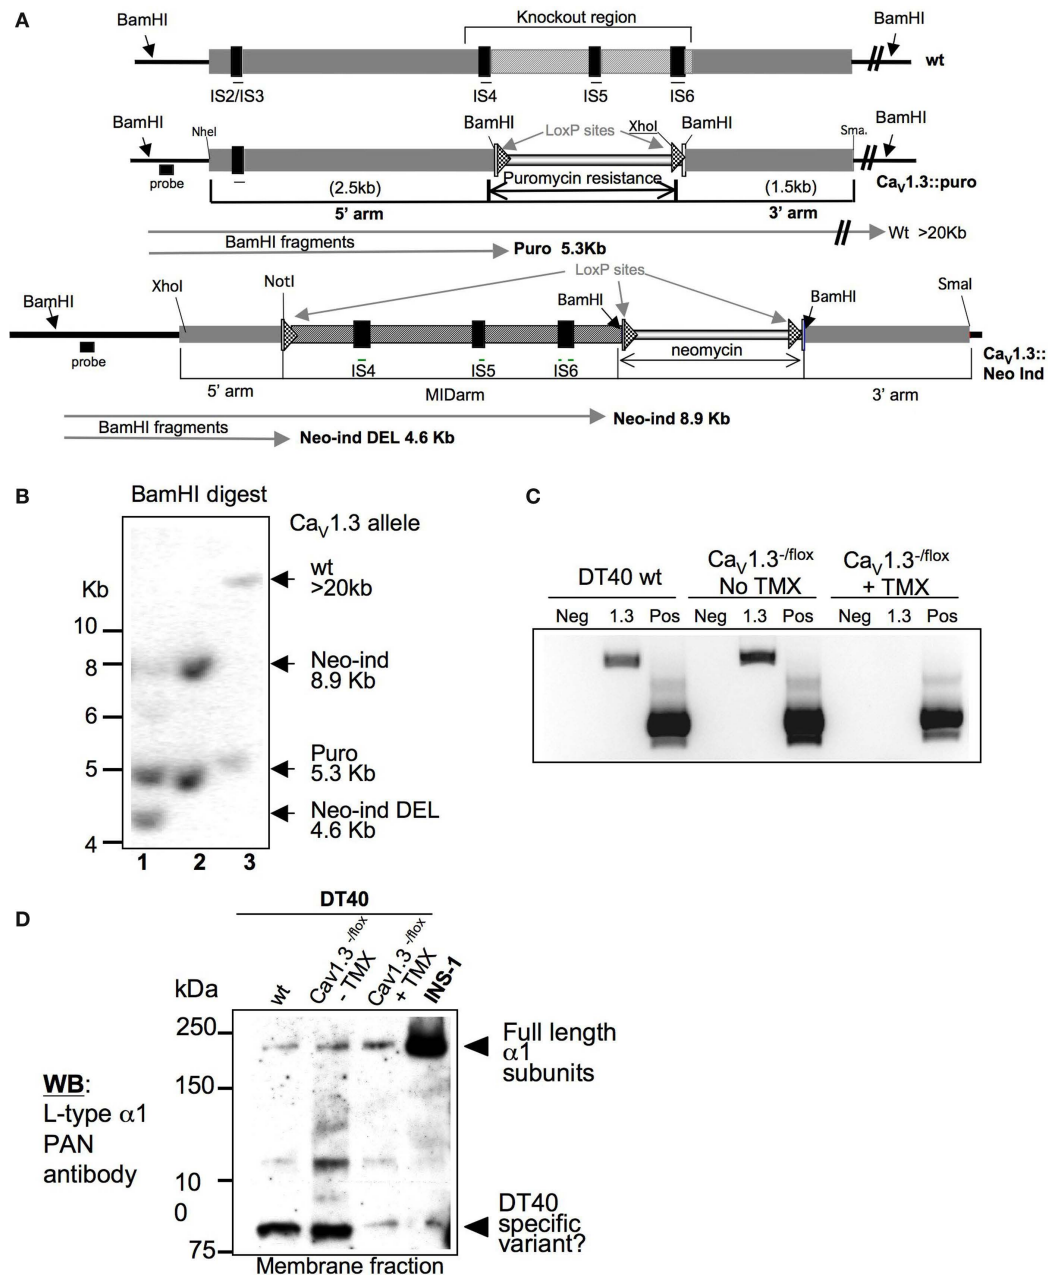 A
Knockout region
BamHI
BamHI
wt
IS2/IS3
IS4
IS5
IS6
BamHI
NheI
BamHI
LoxP sites
XhoI
BamHI
Sma.
BamHI
probe
Puromycin resistance
CaV1.3::puro
(2.5kb)
(1.5kb)
5' arm
3' arm
Wt >20Kb
BamHI fragments
Puro 5.3Kb
LoxP sites
BamHI
XhoI
NotI
BamHI
BamHI
SmaI
probe
neomycin
CaV1.3::
Neo Ind
IS4
IS5
IS6
5' arm
MIDarm
3' arm
Neo-ind 8.9 Kb
BamHI fragments
Neo-ind DEL 4.6 Kb
B
BamHI digest
CaV1.3 allele
Kb
wt
>20kb
10
8
Neo-ind
8.9 Kb
6
5
Puro
5.3 Kb
Neo-ind DEL
4.6 Kb
4
1 2 3
C
DT40 wt
CaV1.3-/flox
No TMX
CaV1.3-/flox
+ TMX
Neg 1.3 Pos Neg 1.3 Pos Neg 1.3 Pos
D
DT40
wt
Cav1.3-/flox
- TMX
Cav1.3-/flox
+ TMX
INS-1
kDa
250
150
10
0
75
Full length
α1
subunits
WB:
L-type α1
PAN
antibody
DT40
specific
variant?
Membrane fraction